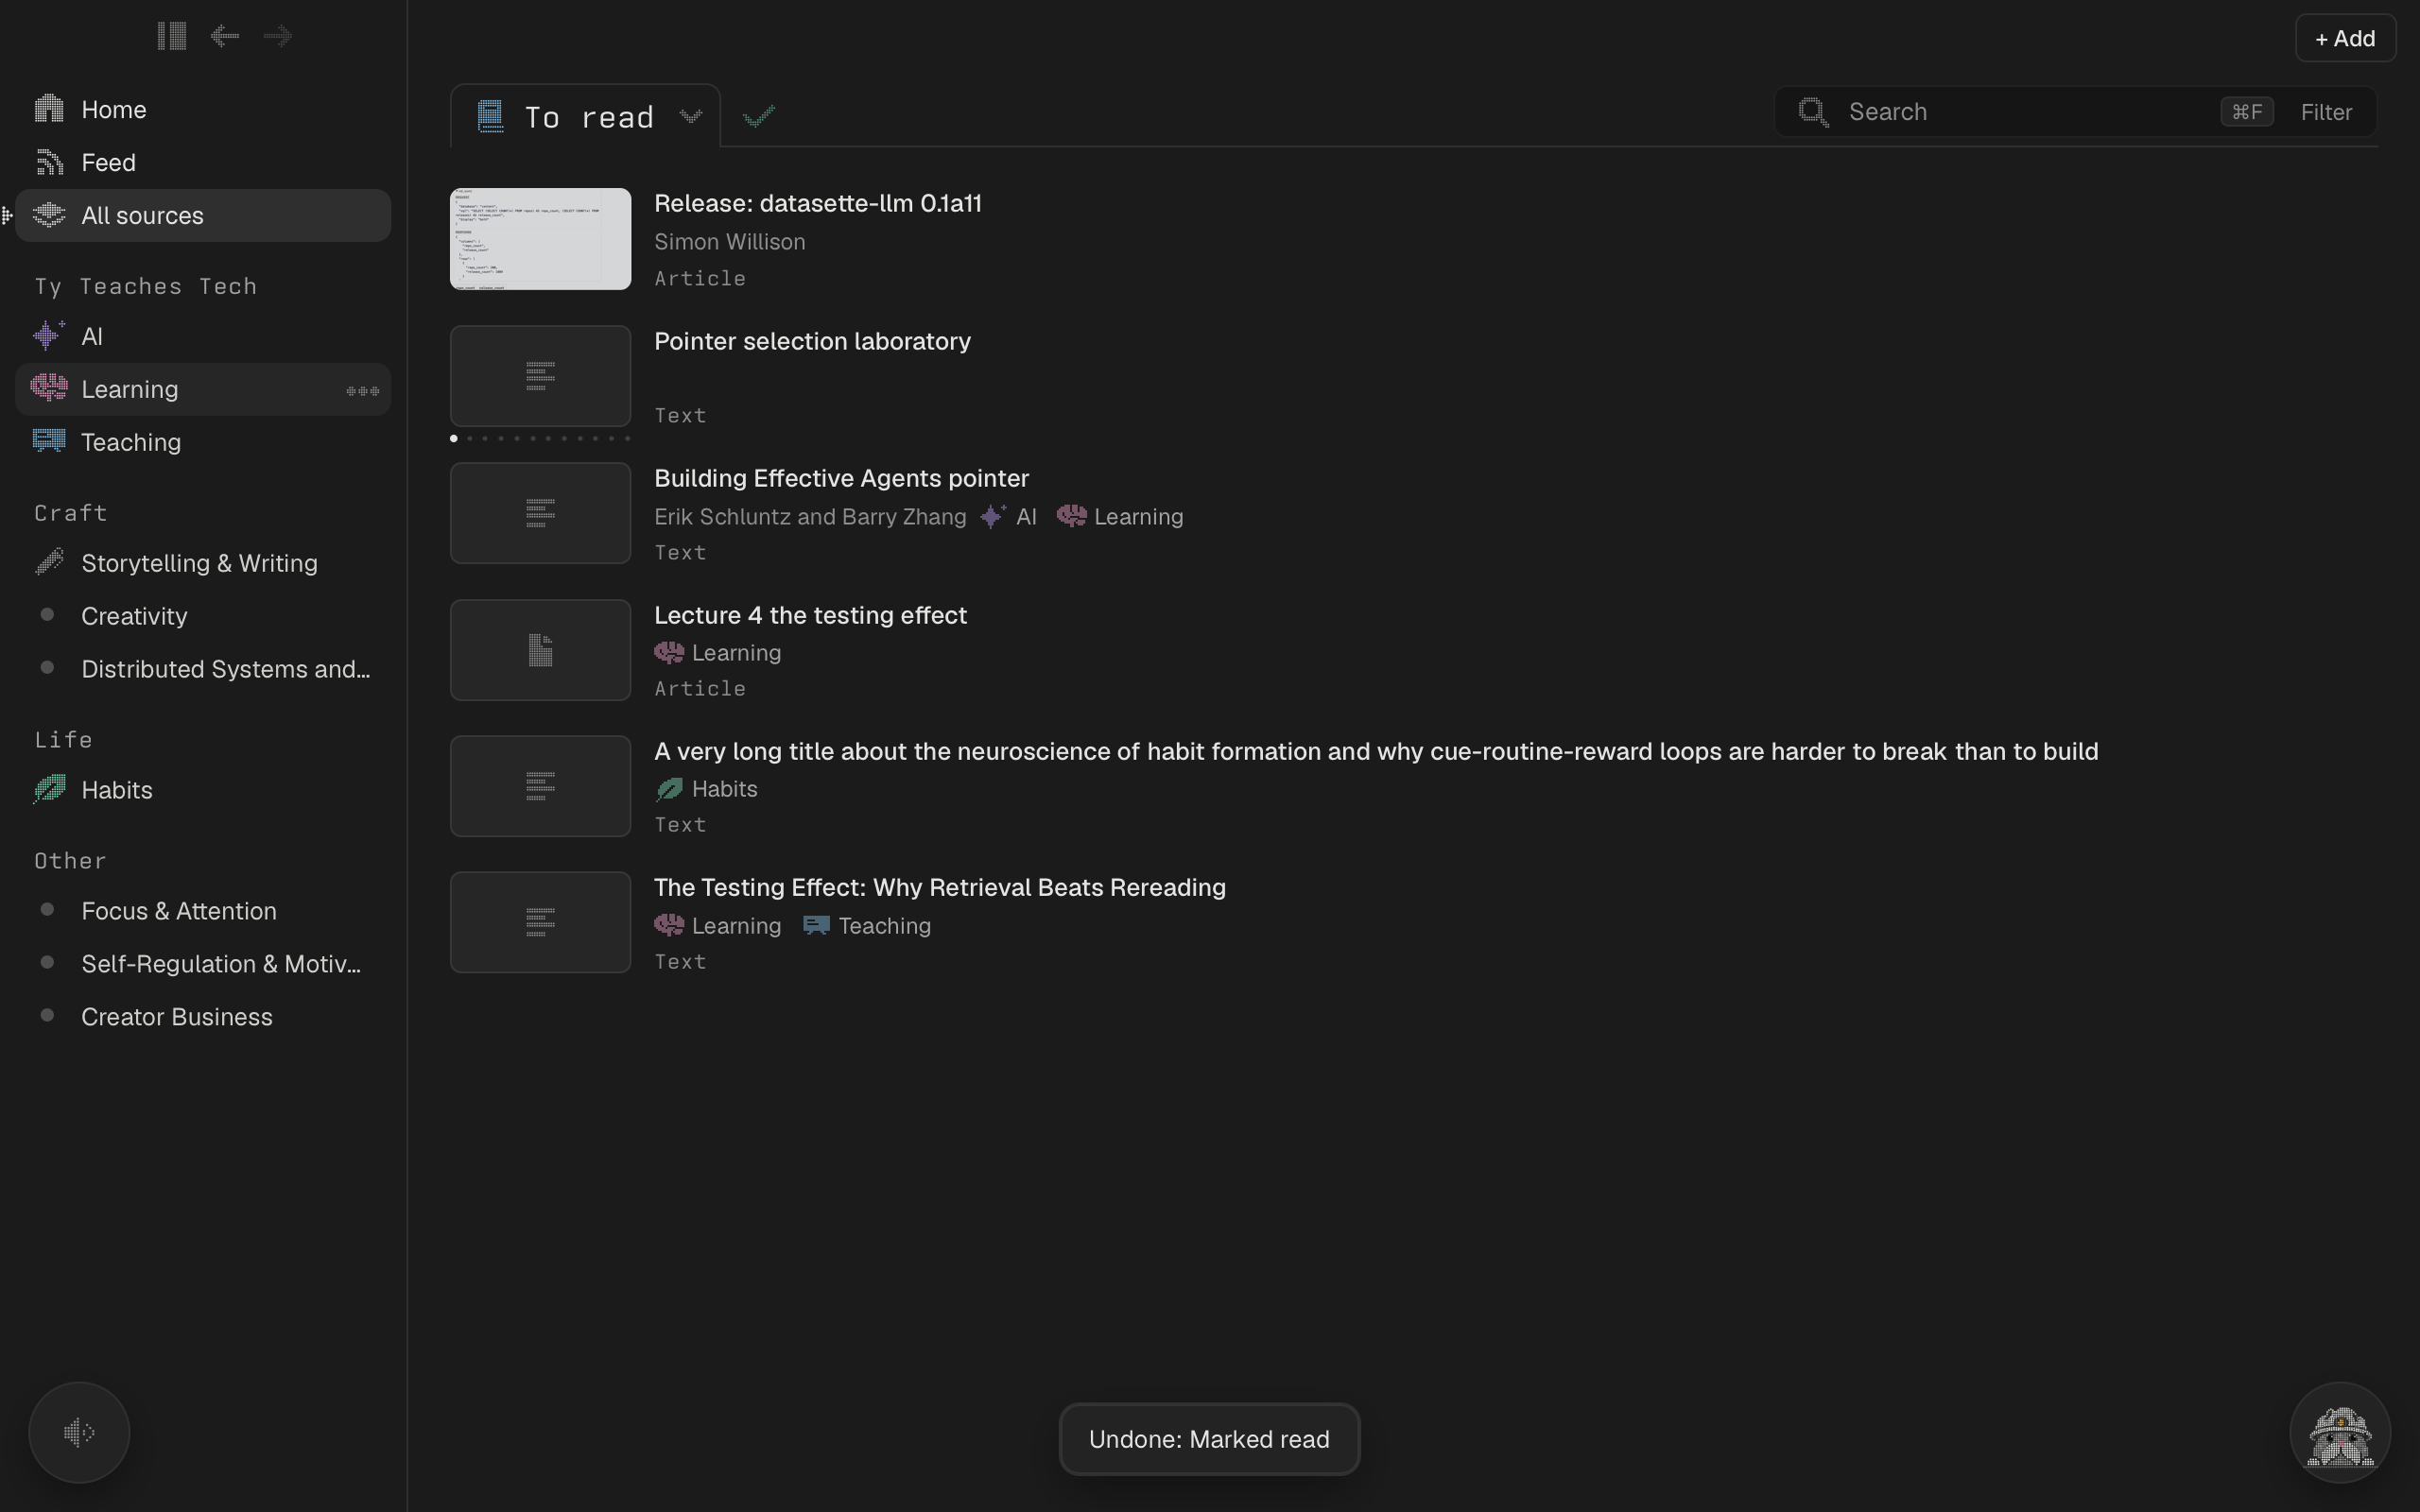 + Add
Home
Feed
All sources
Ty Teaches Tech
AI
Learning
Teaching
Craft
Storytelling & Writing
Creativity
Distributed Systems and...
Life
Habits
Other
Focus & Attention
Self-Regulation & Motiv...
Creator Business
To read
Search
⌘F
Filter
Release: datasette-llm 0.1a11
Simon Willison
Article
Pointer selection laboratory
Text
Building Effective Agents pointer
Erik Schluntz and Barry Zhang AI Learning
Text
Lecture 4 the testing effect
Learning
Article
A very long title about the neuroscience of habit formation and why cue-routine-reward loops are harder to break than to build
Habits
Text
The Testing Effect: Why Retrieval Beats Rereading
Learning Teaching
Text
Undone: Marked read